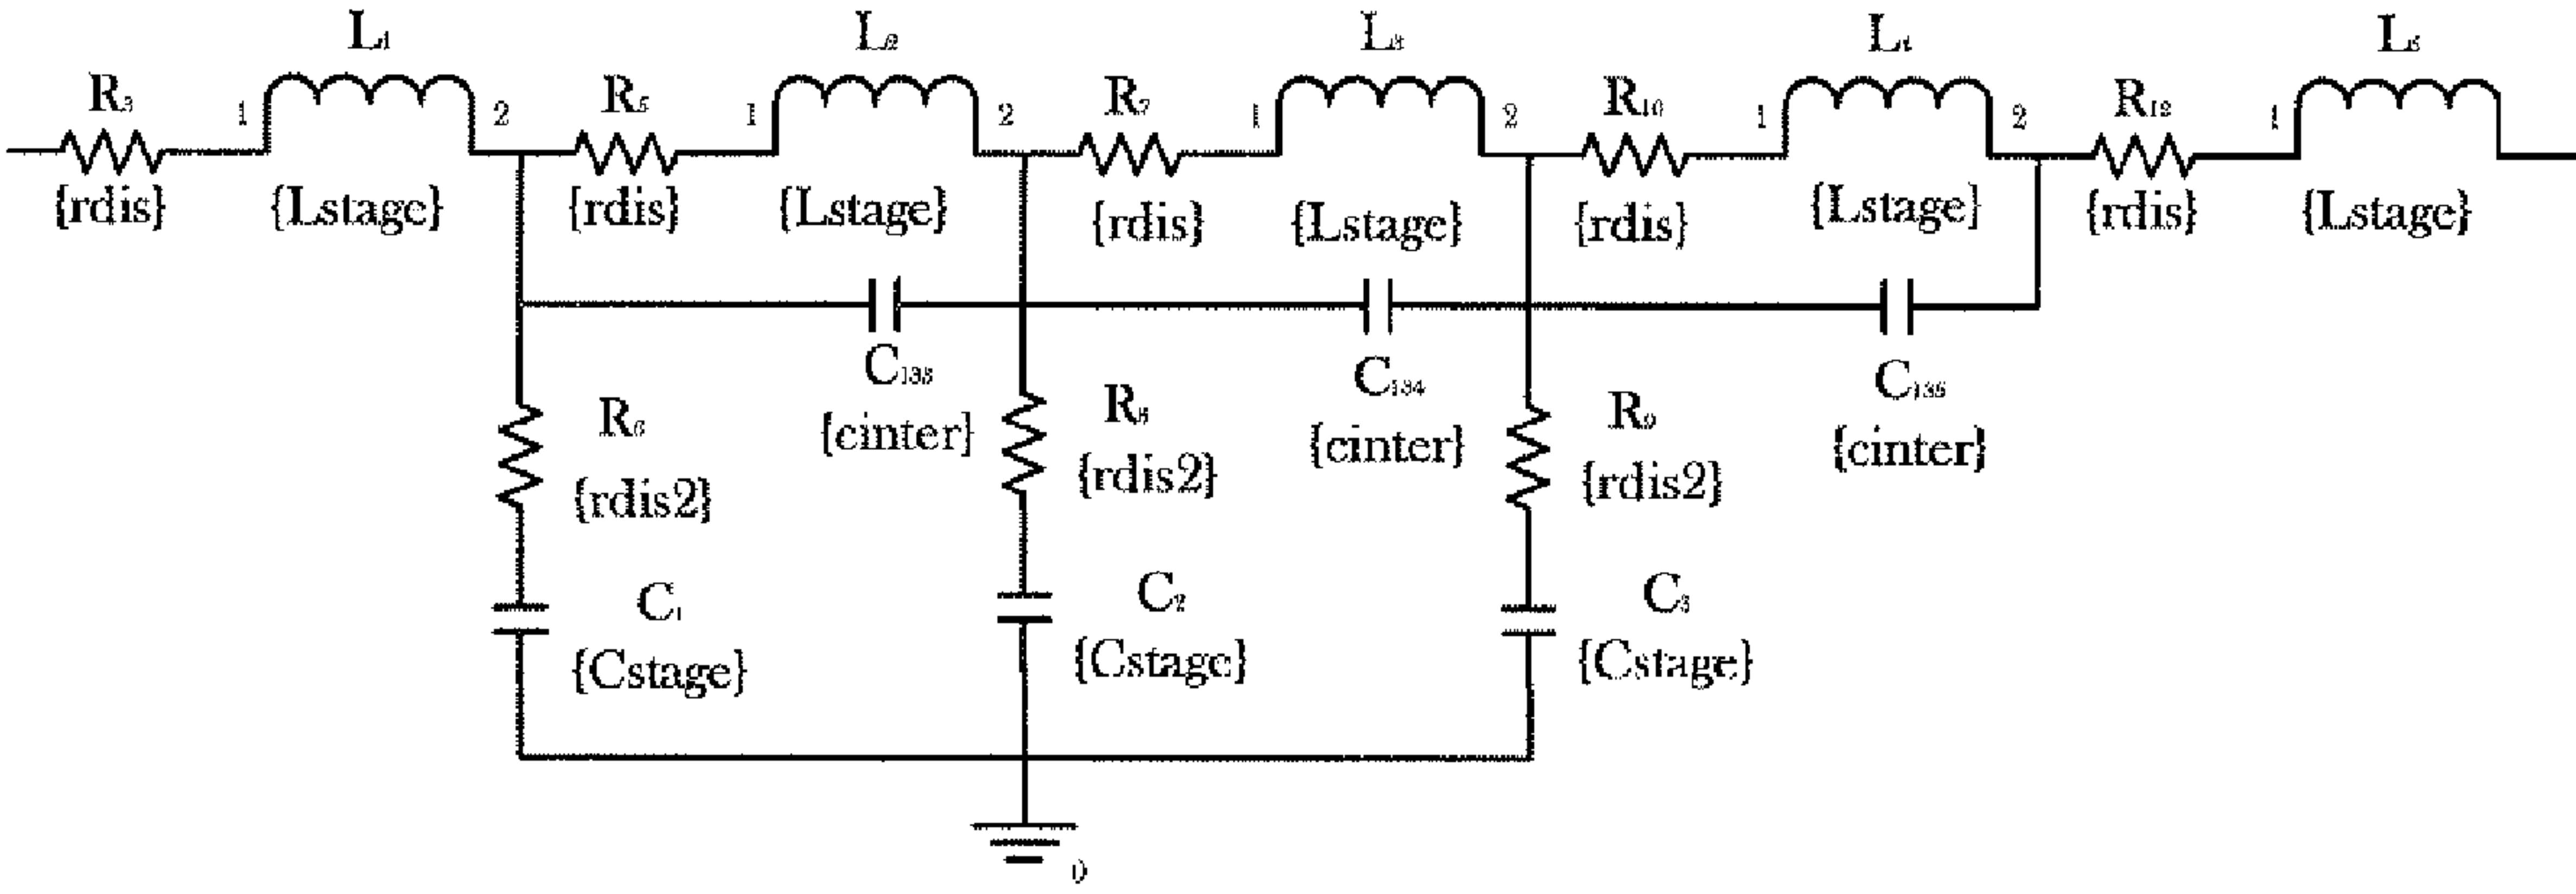 L1
L2
L3
L4
L5
R3
1
2
R5
1
2
R7
1
2
R10
1
2
R12
1
{rdis}
{Lstage}
{rdis}
{Lstage}
{rdis}
{Lstage}
{rdis}
{Lstage}
{rdis}
{Lstage}
C133
{cinter}
C134
{cinter}
C135
{cinter}
R6
{rdis2}
R8
{rdis2}
R9
{rdis2}
C1
{Cstage}
C2
{Cstage}
C3
{Cstage}
0